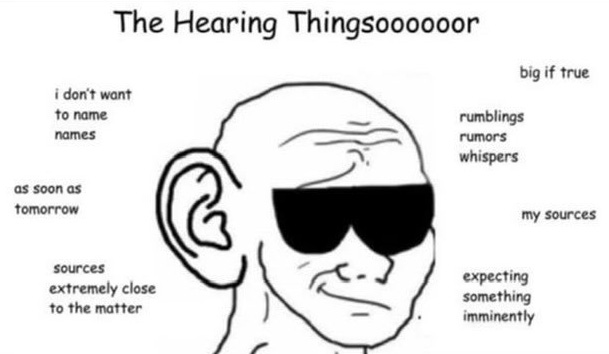 The Hearing Thingsoooooor
big if true
i don't want
to name
names
rumblings
rumors
whispers
as soon as
tomorrow
my sources
sources
extremely close
to the matter
expecting
something
imminently